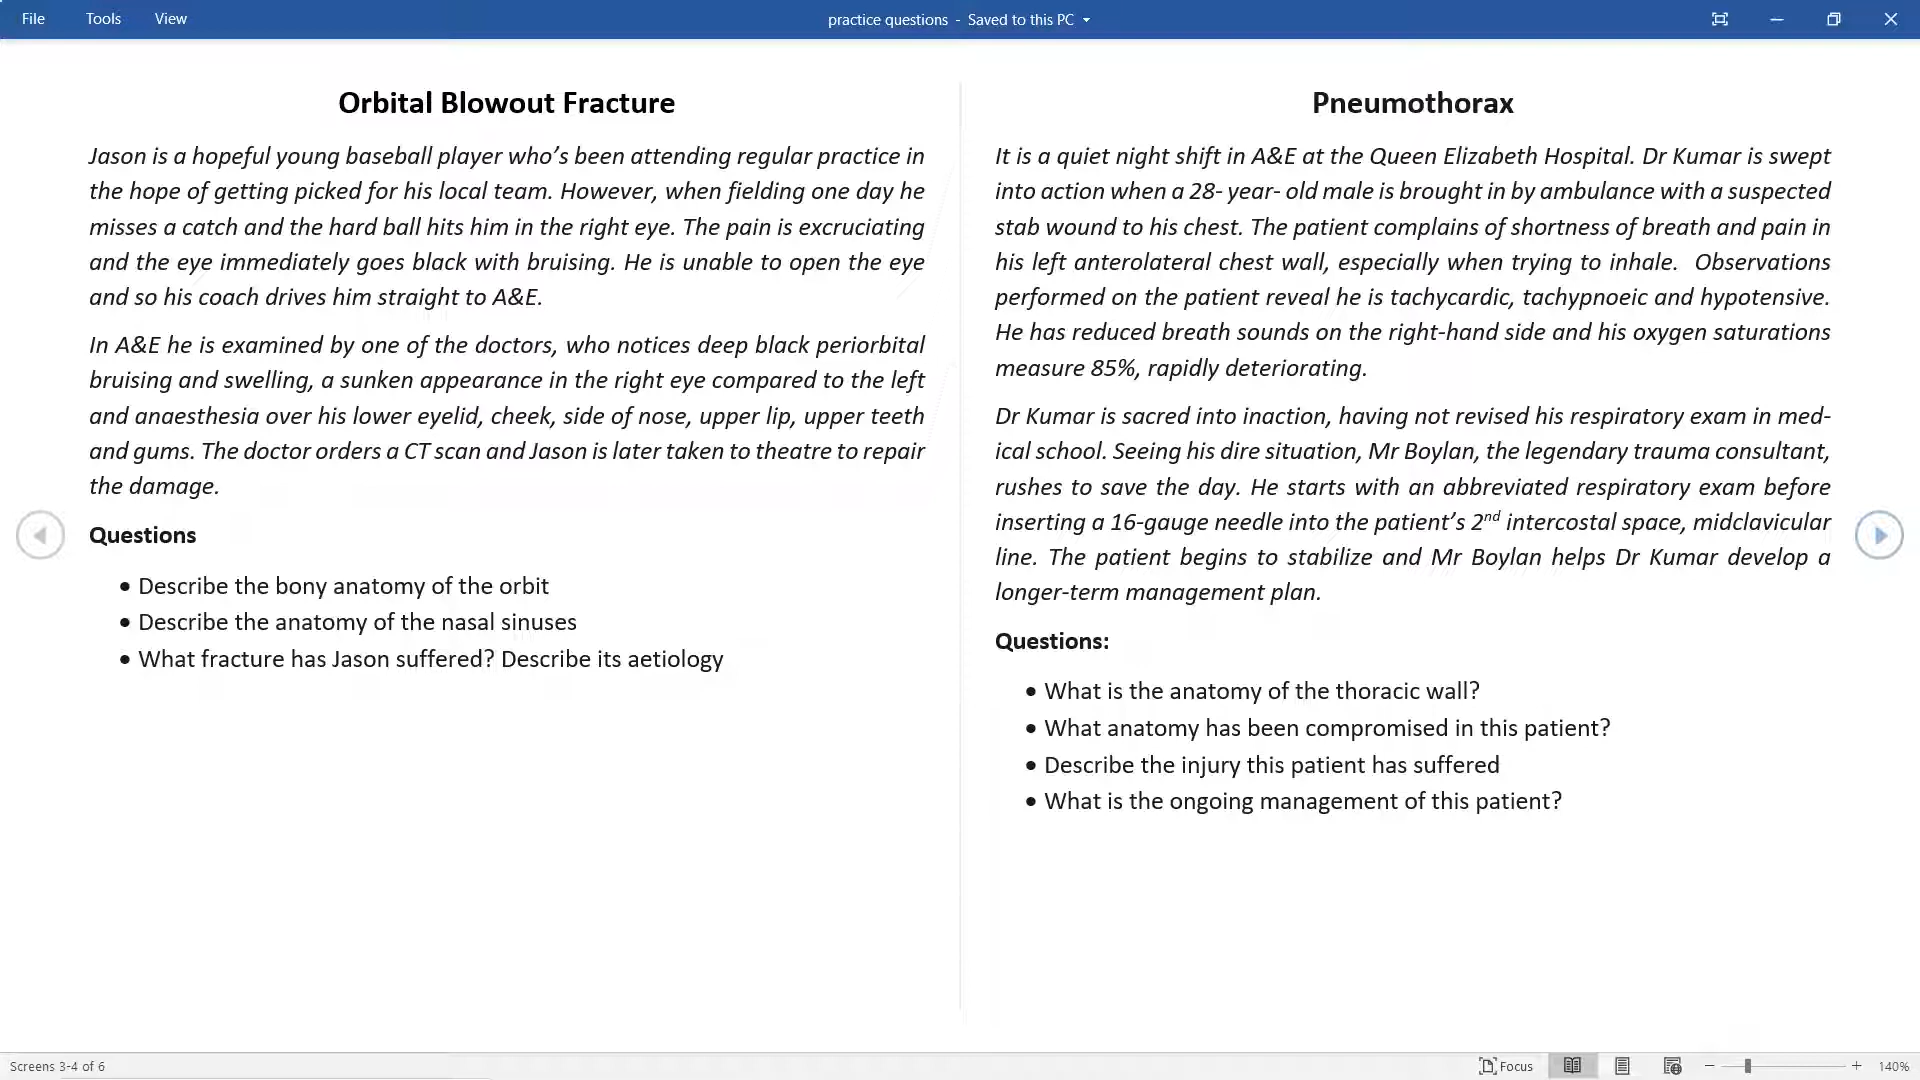 File Tools View practice questions - Saved to this PC
Orbital Blowout Fracture
Jason is a hopeful young baseball player who’s been attending regular practice in
the hope of getting picked for his local team. However, when fielding one day he
misses a catch and the hard ball hits him in the right eye. The pain is excruciating
and the eye immediately goes black with bruising. He is unable to open the eye
and so his coach drives him straight to A&E.
In A&E he is examined by one of the doctors, who notices deep black periorbital
bruising and swelling, a sunken appearance in the right eye compared to the left
and anaesthesia over his lower eyelid, cheek, side of nose, upper lip, upper teeth
and gums. The doctor orders a CT scan and Jason is later taken to theatre to repair
the damage.
Questions
• Describe the bony anatomy of the orbit
• Describe the anatomy of the nasal sinuses
• What fracture has Jason suffered? Describe its aetiology
Pneumothorax
It is a quiet night shift in A&E at the Queen Elizabeth Hospital. Dr Kumar is swept
into action when a 28- year- old male is brought in by ambulance with a suspected
stab wound to his chest. The patient complains of shortness of breath and pain in
his left anterolateral chest wall, especially when trying to inhale. Observations
performed on the patient reveal he is tachycardic, tachypnoeic and hypotensive.
He has reduced breath sounds on the right-hand side and his oxygen saturations
measure 85%, rapidly deteriorating.
Dr Kumar is sacred into inaction, having not revised his respiratory exam in med-
ical school. Seeing his dire situation, Mr Boylan, the legendary trauma consultant,
rushes to save the day. He starts with an abbreviated respiratory exam before
inserting a 16-gauge needle into the patient’s 2nd intercostal space, midclavicular
line. The patient begins to stabilize and Mr Boylan helps Dr Kumar develop a
longer-term management plan.
Questions:
• What is the anatomy of the thoracic wall?
• What anatomy has been compromised in this patient?
• Describe the injury this patient has suffered
• What is the ongoing management of this patient?
Screens 3-4 of 6 Focus 140%